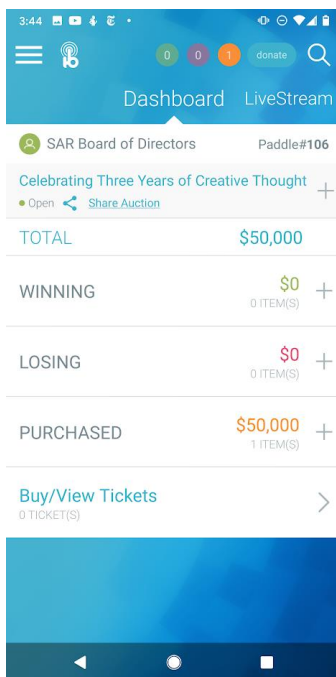 3:44
0 0 1 donate
Dashboard LiveStream
SAR Board of Directors Paddle#106
Celebrating Three Years of Creative Thought
Open Share Auction
TOTAL $50,000
WINNING $0
0 ITEM(S)
LOSING $0
0 ITEM(S)
PURCHASED $50,000
1 ITEM(S)
Buy/View Tickets
0 TICKET(S)